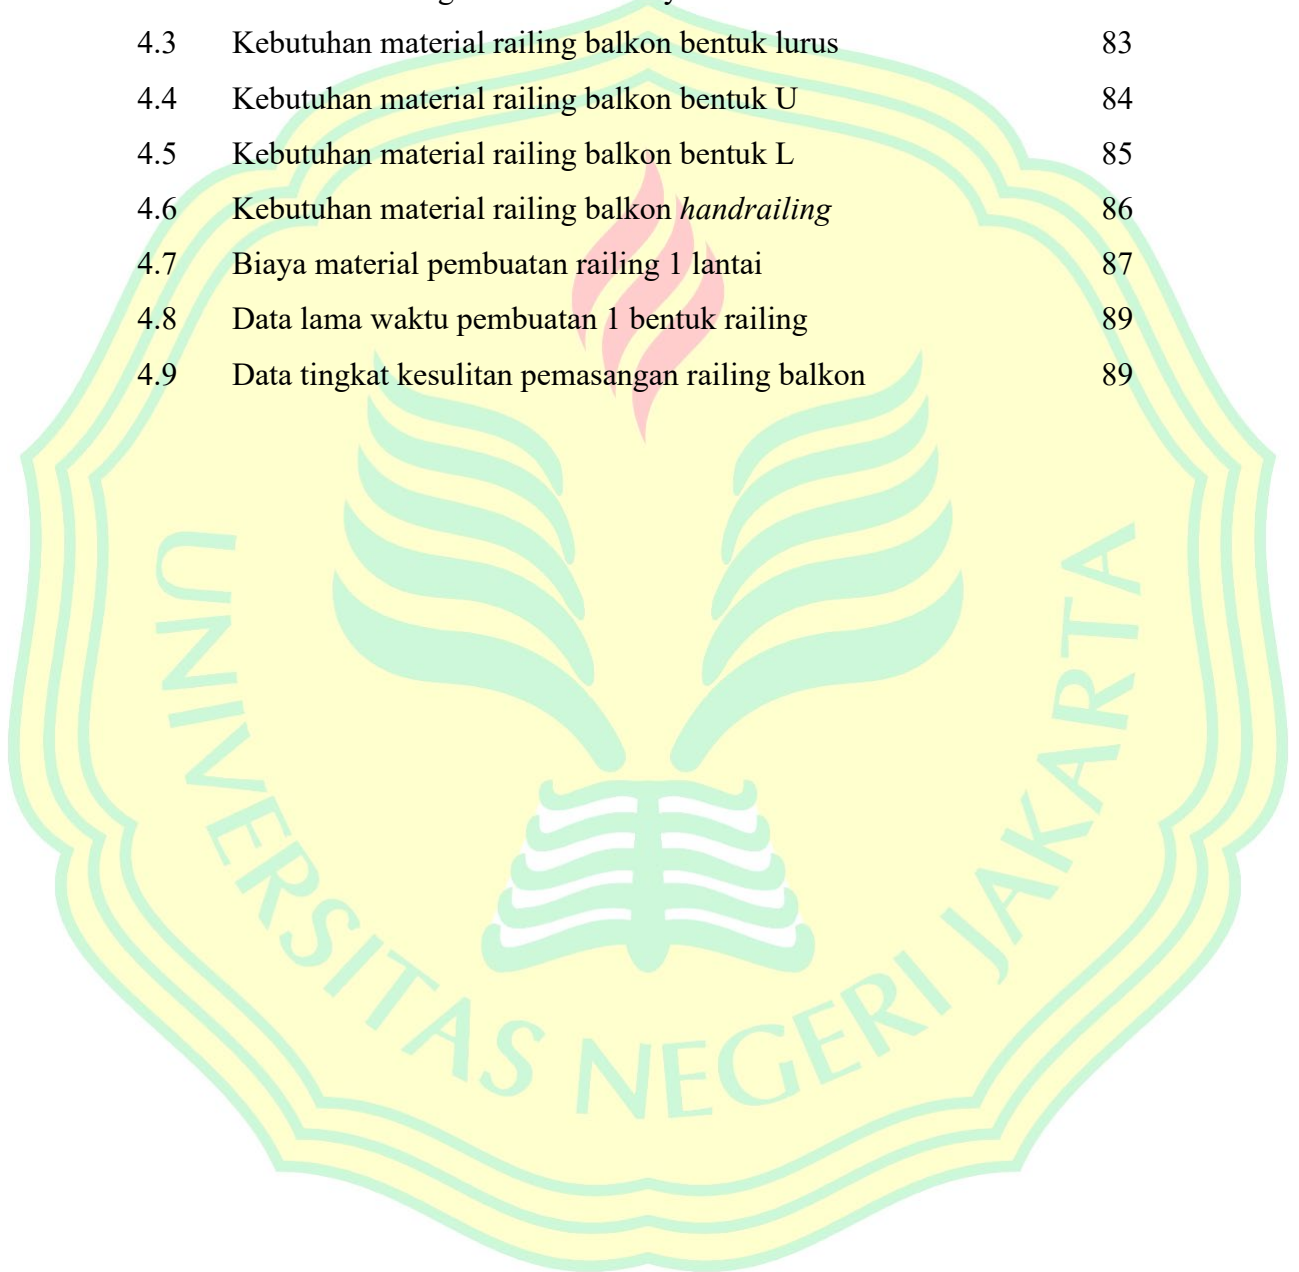 4.3 Kebutuhan material railing balkon bentuk lurus 83
4.4 Kebutuhan material railing balkon bentuk U 84
4.5 Kebutuhan material railing balkon bentuk L 85
4.6 Kebutuhan material railing balkon handrailing 86
4.7 Biaya material pembuatan railing 1 lantai 87
4.8 Data lama waktu pembuatan 1 bentuk railing 89
4.9 Data tingkat kesulitan pemasangan railing balkon 89
UNIVERSITAS NEGERI JAKARTA